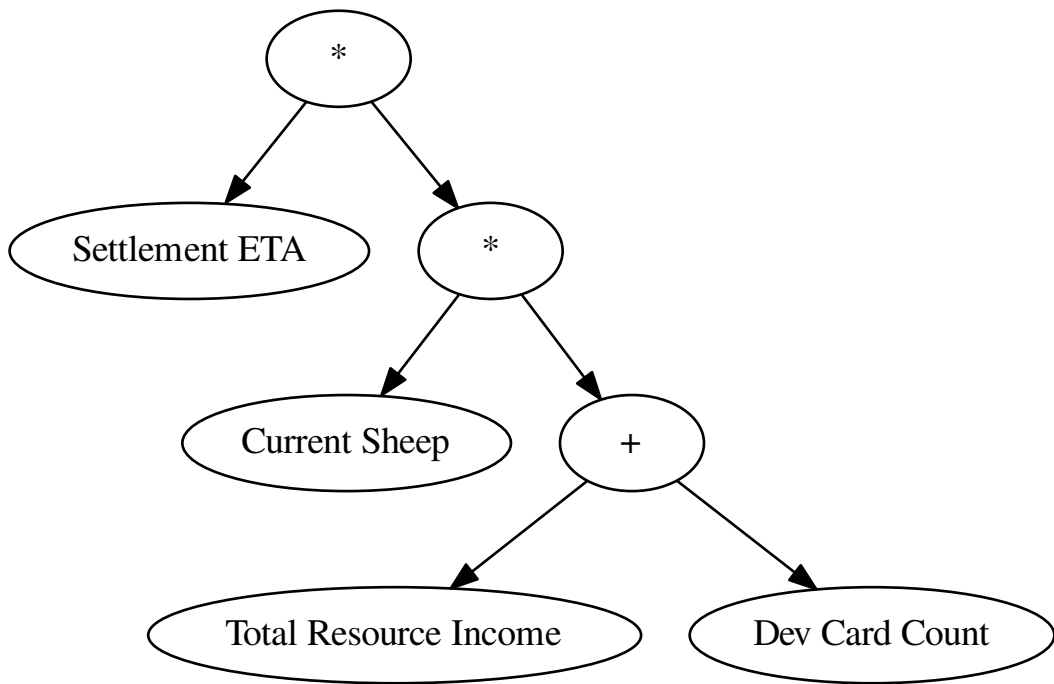 *
Settlement ETA
*
Current Sheep
+
Total Resource Income
Dev Card Count